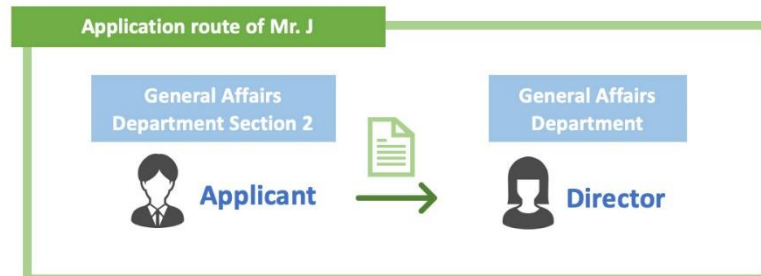 Application route of Mr. J
General Affairs
Department Section 2
General Affairs
Department
Applicant
Director